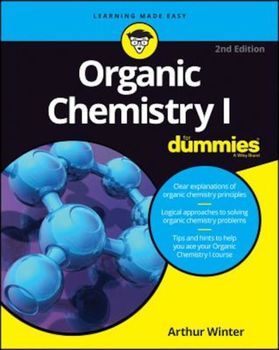 LEARNING MADE EASY
2nd Edition
Organic
Chemistry I
for
dummies
A Wiley Brand
Clear explanations of
organic chemistry principles
Logical approaches to solving
organic chemistry problems
Tips and hints to help
you ace your Organic
Chemistry I course
Arthur Winter